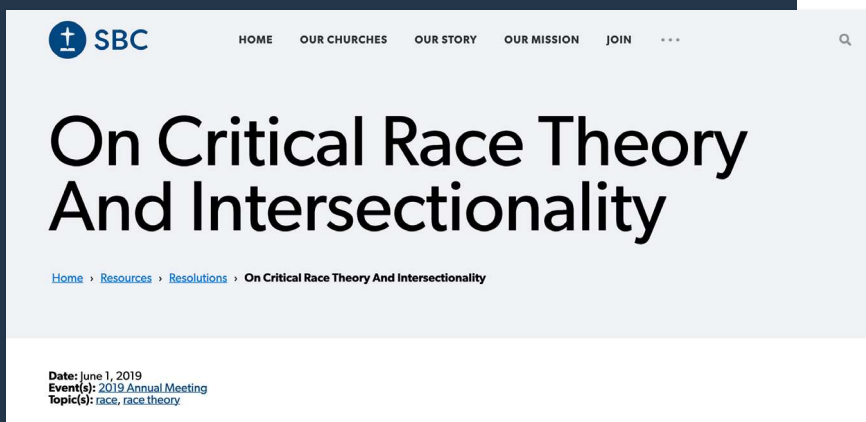 SBC HOME OUR CHURCHES OUR STORY OUR MISSION JOIN •••
On Critical Race Theory
And Intersectionality
Home › Resources › Resolutions › On Critical Race Theory And Intersectionality
Date: June 1, 2019
Event(s): 2019 Annual Meeting
Topic(s): race, race theory